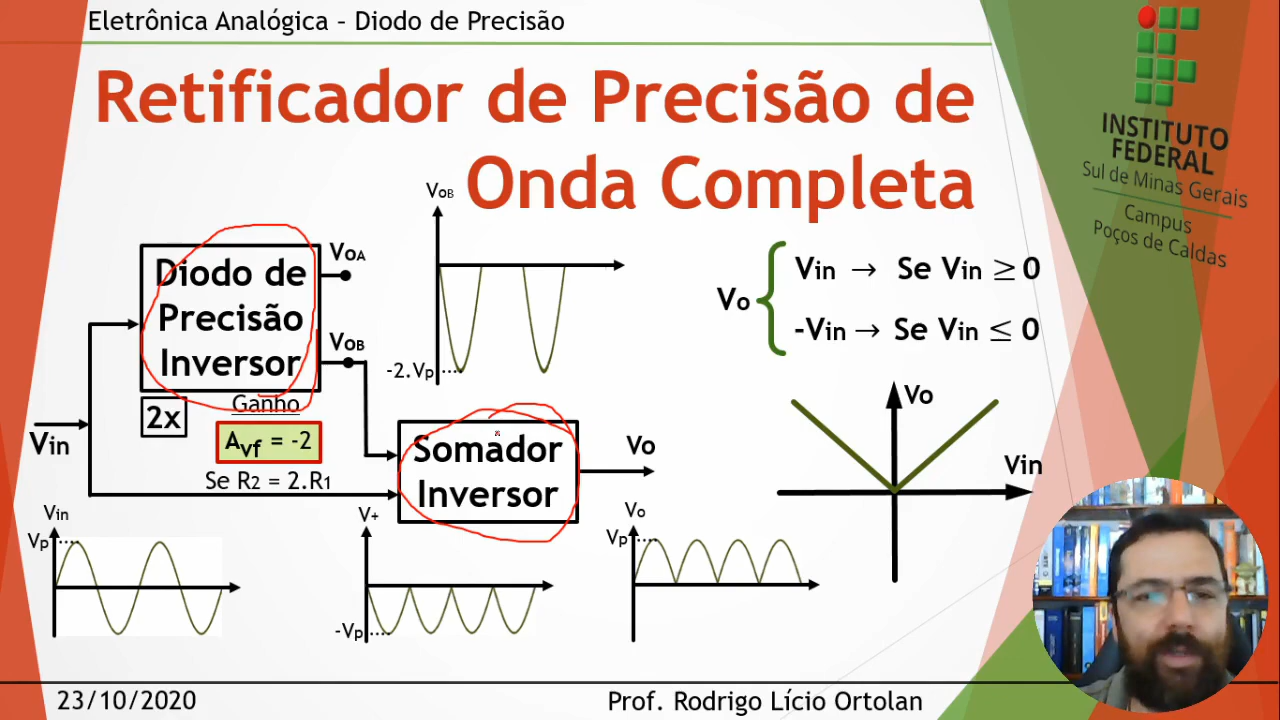 Eletrônica Analógica – Diodo de Precisão
INSTITUTO
FEDERAL
Sul de Minas Gerais
Campus
Poços de Caldas
Retificador de Precisão de
Onda Completa
VOB
-2.Vp
Diodo de
Precisão
Inversor
VOA
VOB
2x
Ganho
Avf = -2
Se R2 = 2.R1
Vin
Somador
Inversor
Vo
Vo { Vin → Se Vin ≥ 0
-Vin → Se Vin ≤ 0
Vo
Vin
Vin
Vp
V+
-Vp
Vo
Vp
23/10/2020
Prof. Rodrigo Lício Ortolan